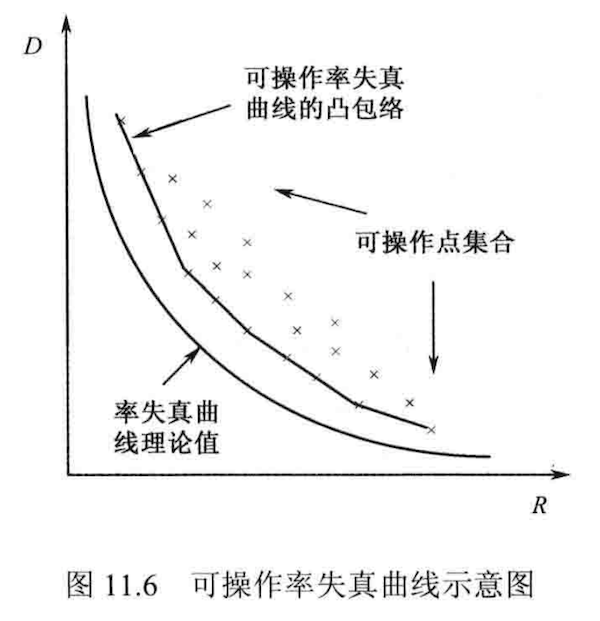 D
可操作率失真
曲线的凸包络
可操作点集合
率失真曲
线理论值
R
图 11.6 可操作率失真曲线示意图